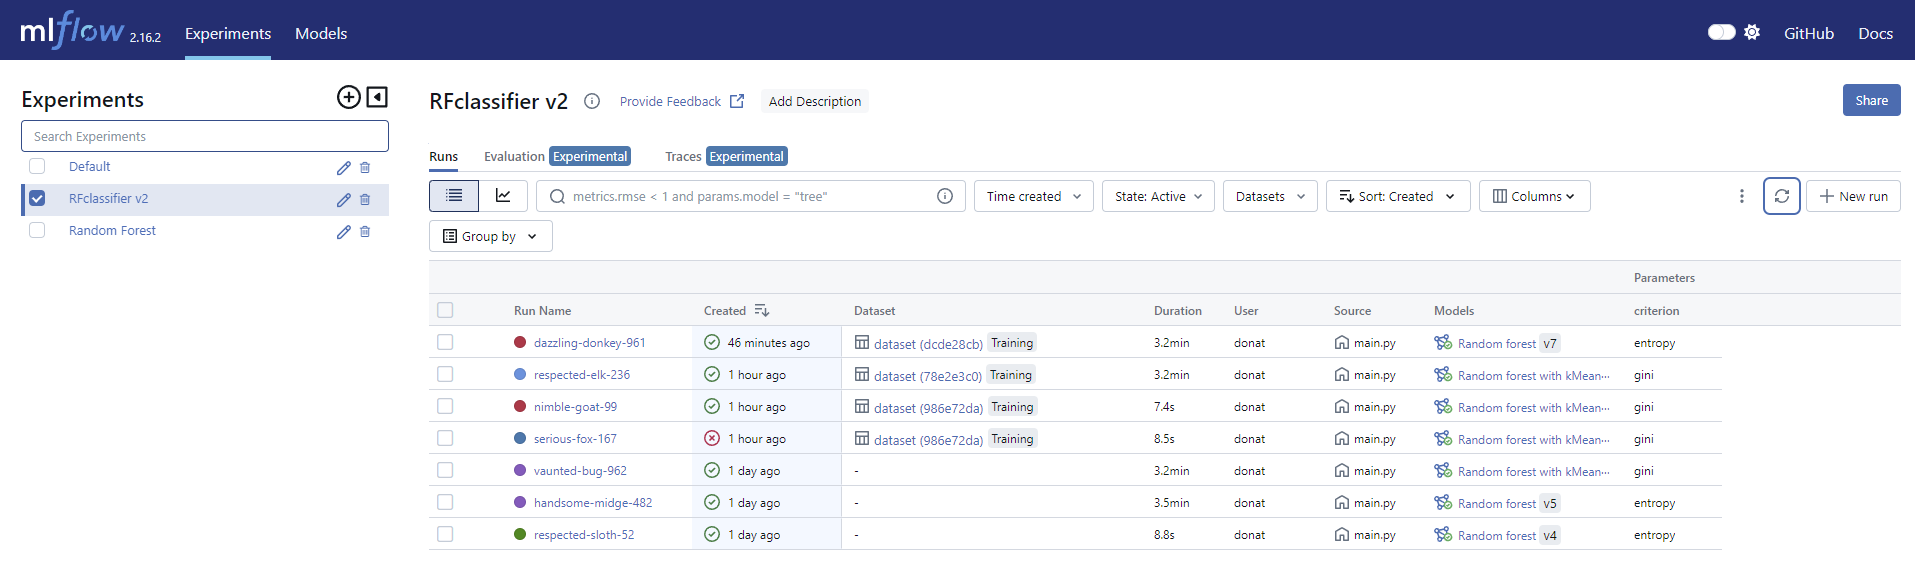 mlflow 2.16.2 Experiments Models GitHub Docs
Experiments
Search Experiments
Default
RFclassifier v2
Random Forest
RFclassifier v2 Provide Feedback Add Description Share
Runs Evaluation Experimental Traces Experimental
metrics.rmse < 1 and params.model = "tree" Time created State: Active Datasets Sort: Created Columns New run
Group by
Parameters
Run Name Created Dataset Duration User Source Models criterion
dazzling-donkey-961 46 minutes ago dataset (dcde28cb) Training 3.2min donat main.py Random forest v7 entropy
respected-elk-236 1 hour ago dataset (78e2e3c0) Training 3.2min donat main.py Random forest with kMean... gini
nimble-goat-99 1 hour ago dataset (986e72da) Training 7.4s donat main.py Random forest with kMean... gini
serious-fox-167 1 hour ago dataset (986e72da) Training 8.5s donat main.py Random forest with kMean... gini
vaunted-bug-962 1 day ago - 3.2min donat main.py Random forest with kMean... gini
handsome-midge-482 1 day ago - 3.5min donat main.py Random forest v5 entropy
respected-sloth-52 1 day ago - 8.8s donat main.py Random forest v4 entropy